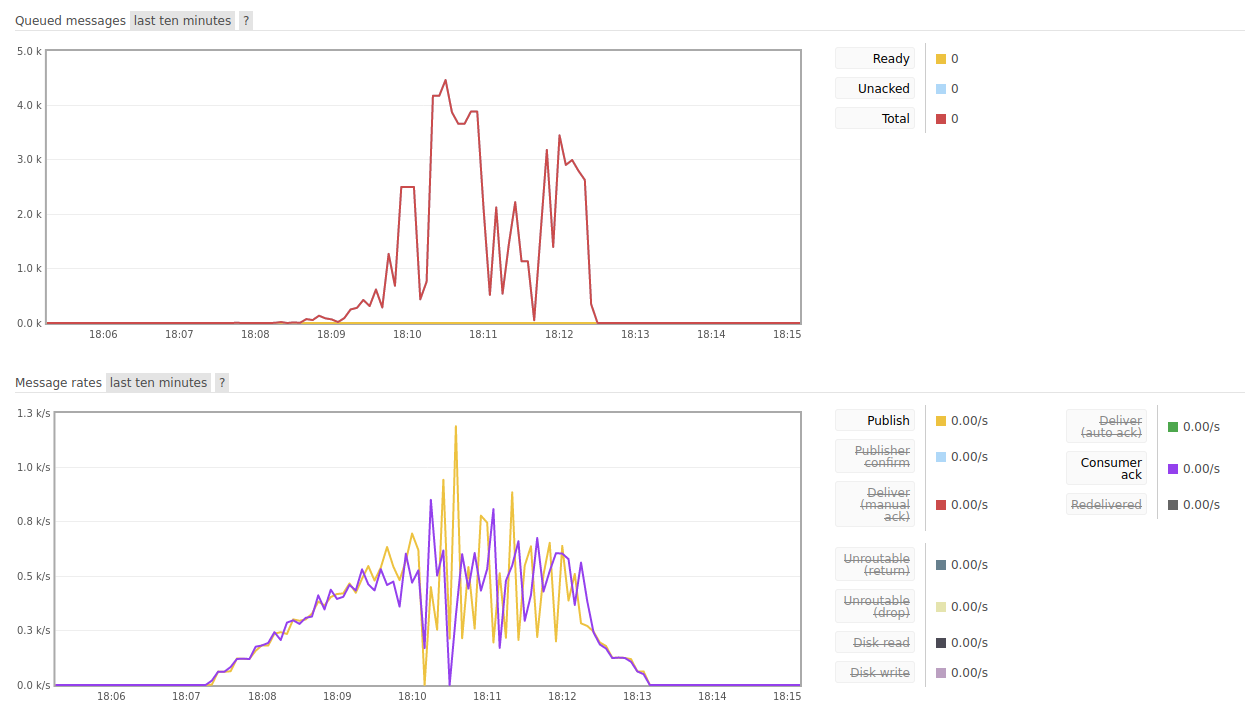 Queued messages last ten minutes ?
5.0 k
4.0 k
3.0 k
2.0 k
1.0 k
0.0 k
18:06 18:07 18:08 18:09 18:10 18:11 18:12 18:13 18:14 18:15
Ready 0
Unacked 0
Total 0
Message rates last ten minutes ?
1.3 k/s
1.0 k/s
0.8 k/s
0.5 k/s
0.3 k/s
0.0 k/s
18:06 18:07 18:08 18:09 18:10 18:11 18:12 18:13 18:14 18:15
Publish 0.00/s
Publisher
confirm 0.00/s
Deliver
(manual
ack) 0.00/s
Deliver
(auto ack) 0.00/s
Consumer
ack 0.00/s
Redelivered 0.00/s
Unroutable
(return) 0.00/s
Unroutable
(drop) 0.00/s
Disk read 0.00/s
Disk write 0.00/s